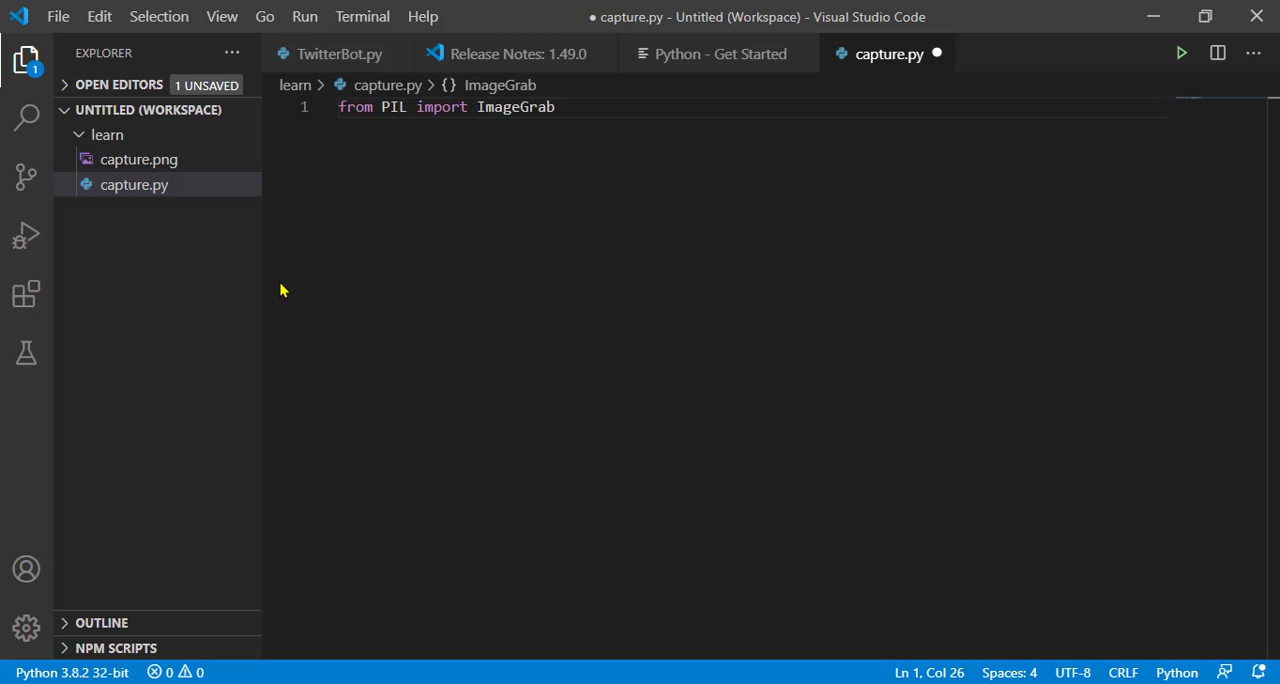 File Edit Selection View Go Run Terminal Help
● capture.py - Untitled (Workspace) - Visual Studio Code
EXPLORER
TwitterBot.py
Release Notes: 1.49.0
Python - Get Started
capture.py
OPEN EDITORS 1 UNSAVED
learn > capture.py > {} ImageGrab
UNTITLED (WORKSPACE)
1 from PIL import ImageGrab
learn
capture.png
capture.py
1
OUTLINE
NPM SCRIPTS
Python 3.8.2 32-bit 0 0 Ln 1, Col 26 Spaces: 4 UTF-8 CRLF Python